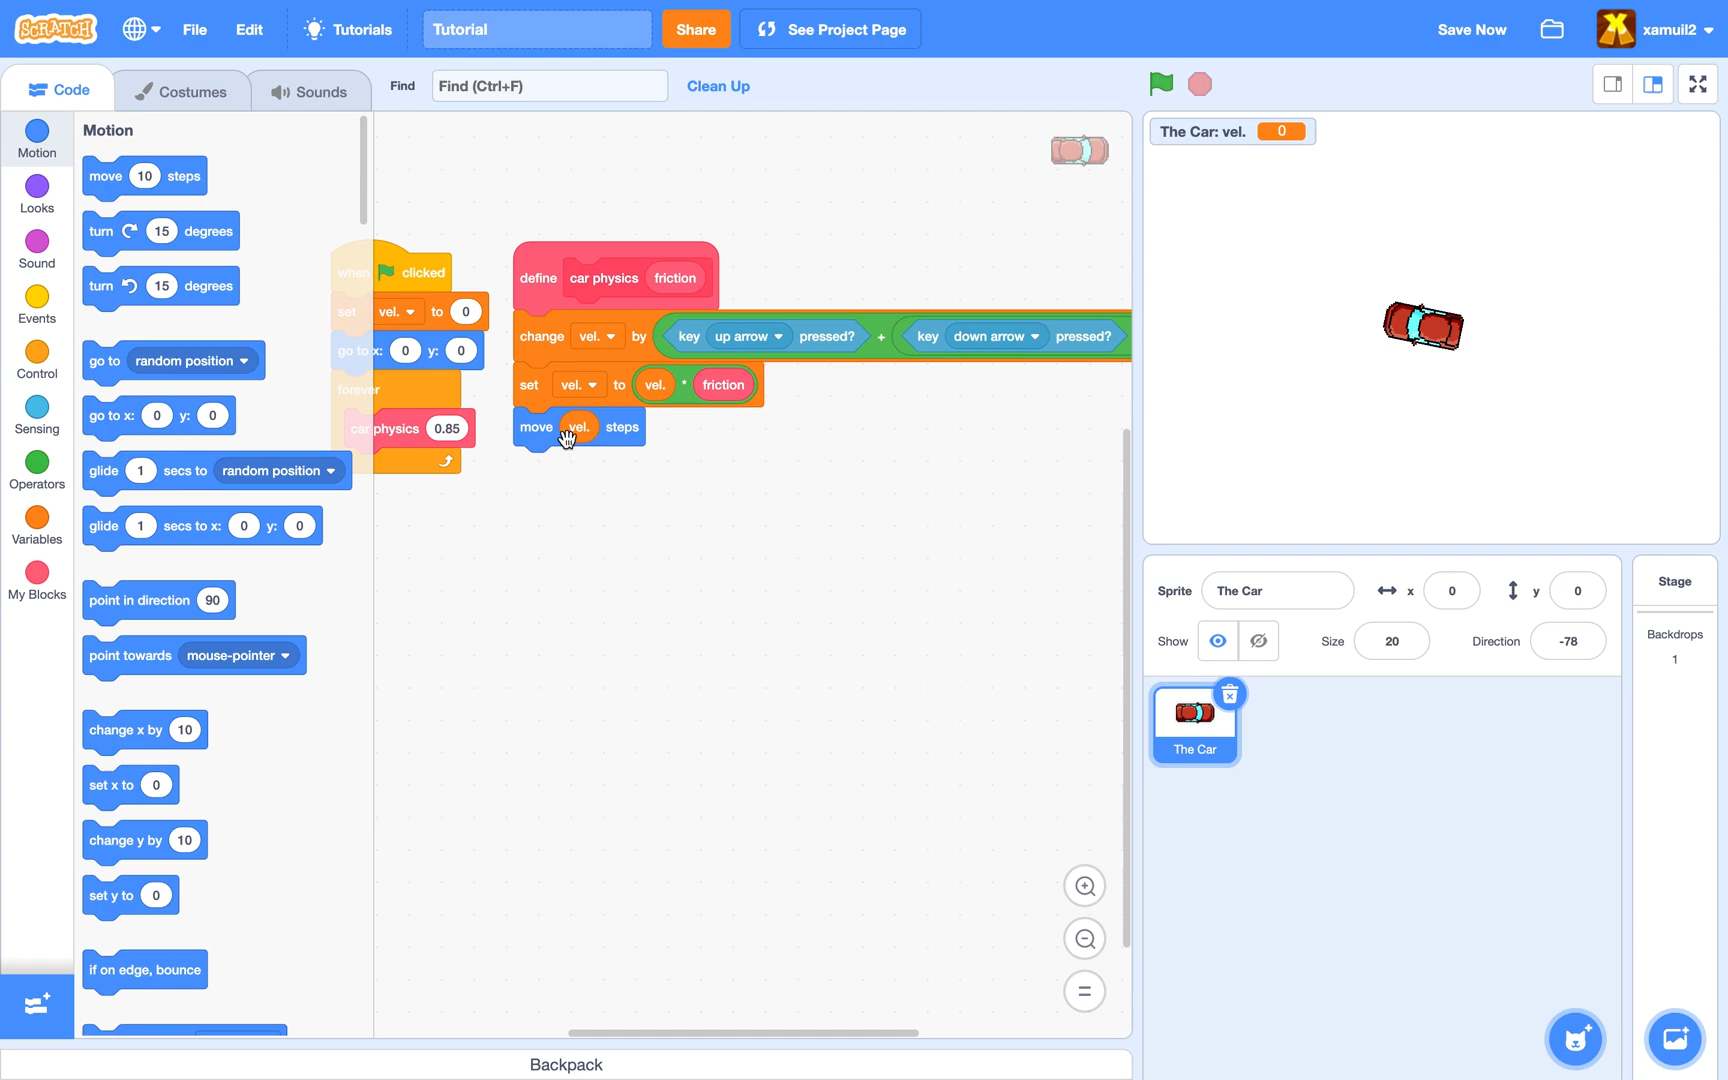 SCRATCH
File
Edit
Tutorials
Tutorial
Share
See Project Page
Save Now
xamuil2
Code
Costumes
Sounds
Find
Find (Ctrl+F)
Clean Up
Motion
Looks
Sound
Events
Control
Sensing
Operators
Variables
My Blocks
Motion
move 10 steps
turn 15 degrees
turn 15 degrees
go to random position
go to x: 0 y: 0
glide 1 secs to random position
glide 1 secs to x: 0 y: 0
point in direction 90
point towards mouse-pointer
change x by 10
set x to 0
change y by 10
set y to 0
if on edge, bounce
when clicked
set vel. to 0
go to x: 0 y: 0
forever
car physics 0.85
define car physics friction
change vel. by key up arrow pressed? + key down arrow pressed?
set vel. to vel. * friction
move vel. steps
Backpack
The Car: vel. 0
Sprite The Car x 0 y 0
Show Size 20 Direction -78
The Car
Stage
Backdrops
1